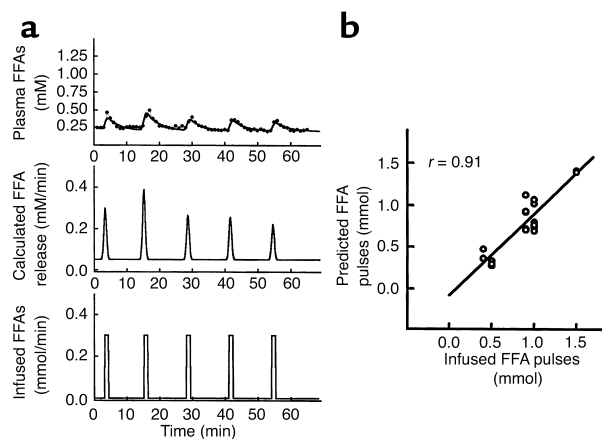 a
Plasma FFAs
(mM)
1.25
1.00
0.75
0.50
0.25
0 10 20 30 40 50 60
Calculated FFA
release (mM/min)
0.4
0.2
0.0
0 10 20 30 40 50 60
Infused FFAs
(mmol/min)
0.4
0.2
0
0 10 20 30 40 50 60
Time (min)
b
Predicted FFA
pulses (mmol)
r = 0.91
1.5
1.0
0.5
0.0
0.0 0.5 1.0 1.5
Infused FFA pulses
(mmol)